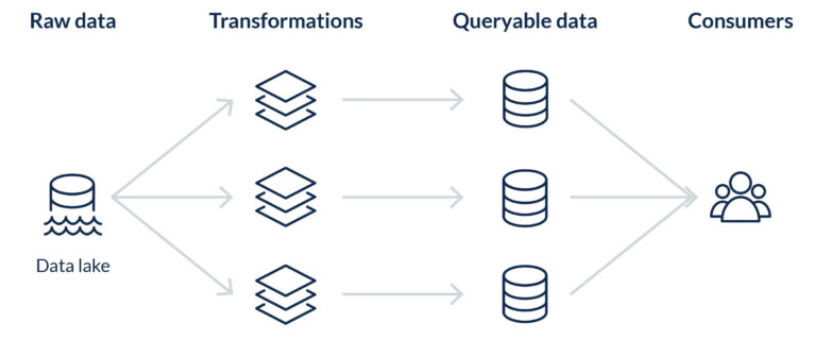 Raw data
Transformations
Queryable data
Consumers
Data lake